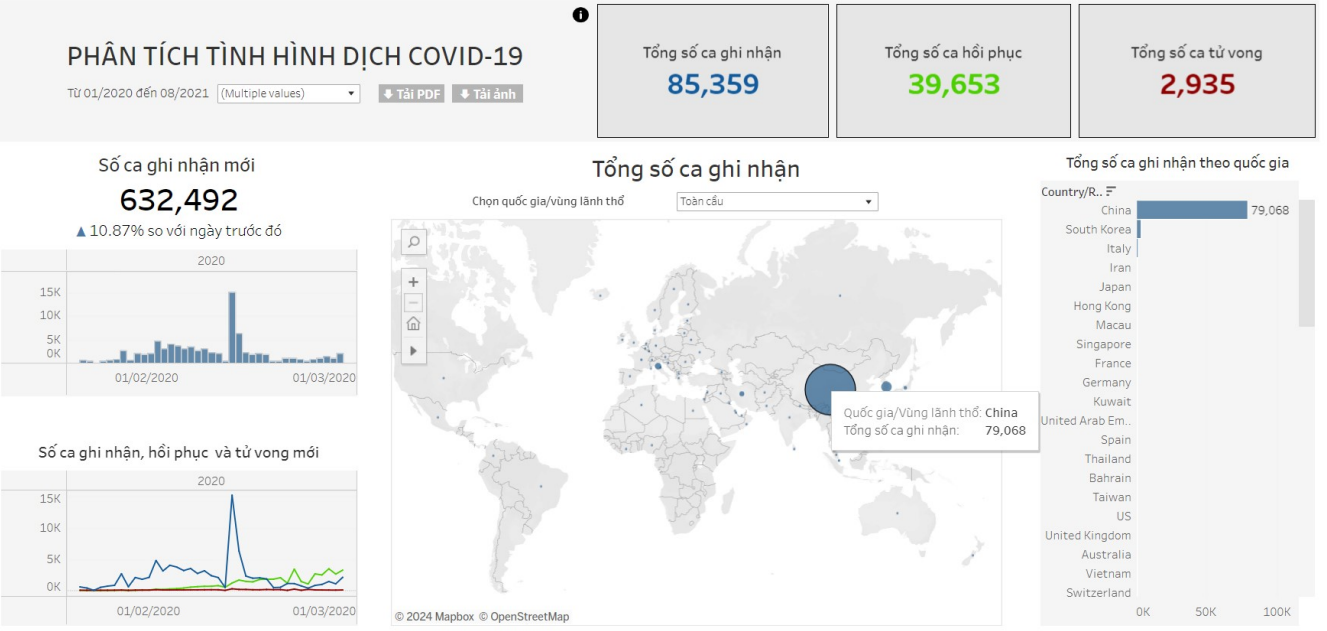 PHÂN TÍCH TÌNH HÌNH DỊCH COVID-19
Từ 01/2020 đến 08/2021
(Multiple values)
Tải PDF
Tải ảnh
Tổng số ca ghi nhận
85,359
Tổng số ca hồi phục
39,653
Tổng số ca tử vong
2,935
Số ca ghi nhận mới
632,492
▲ 10.87% so với ngày trước đó
2020
15K
10K
5K
0K
01/02/2020
01/03/2020
Số ca ghi nhận, hồi phục và tử vong mới
2020
15K
10K
5K
0K
01/02/2020
01/03/2020
Tổng số ca ghi nhận
Chọn quốc gia/vùng lãnh thổ
Toàn cầu
Quốc gia/Vùng lãnh thổ: China
Tổng số ca ghi nhận: 79,068
© 2024 Mapbox © OpenStreetMap
Tổng số ca ghi nhận theo quốc gia
Country/R..
China 79,068
South Korea
Italy
Iran
Japan
Hong Kong
Macau
Singapore
France
Germany
Kuwait
United Arab Em..
Spain
Thailand
Bahrain
Taiwan
US
United Kingdom
Australia
Vietnam
Switzerland
0K 50K 100K